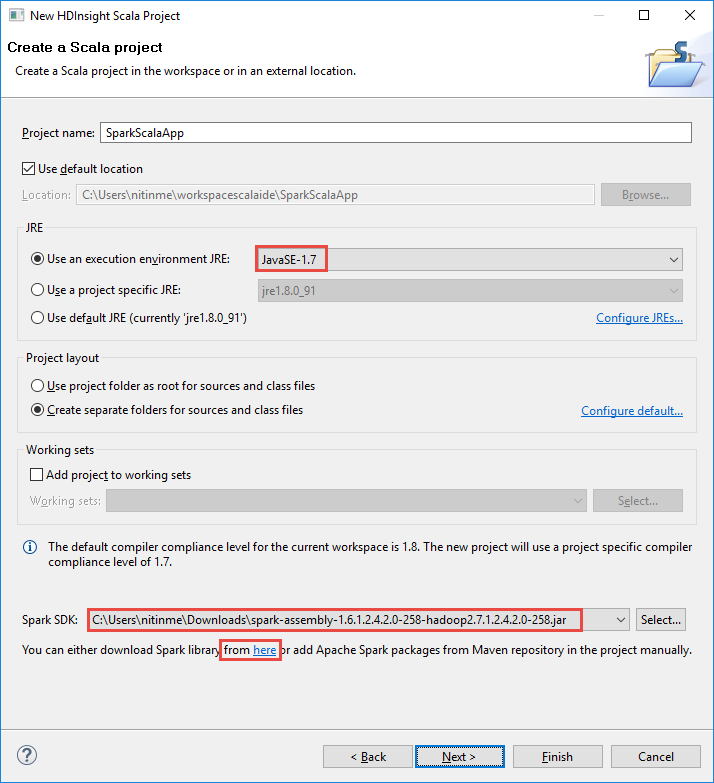 New HDInsight Scala Project
Create a Scala project
Create a Scala project in the workspace or in an external location.
S
Project name: SparkScalaApp
Use default location
Location: C:\Users\nitinme\workspacescalaide\SparkScalaApp Browse...
JRE
Use an execution environment JRE: JavaSE-1.7
Use a project specific JRE: jre1.8.0_91
Use default JRE (currently 'jre1.8.0_91') Configure JREs...
Project layout
Use project folder as root for sources and class files
Create separate folders for sources and class files Configure default...
Working sets
Add project to working sets
Working sets: Select...
The default compiler compliance level for the current workspace is 1.8. The new project will use a project specific compiler
compliance level of 1.7.
Spark SDK: C:\Users\nitinme\Downloads\spark-assembly-1.6.1.2.4.2.0-258-hadoop2.7.1.2.4.2.0-258.jar Select...
You can either download Spark library from here or add Apache Spark packages from Maven repository in the project manually.
? < Back Next > Finish Cancel